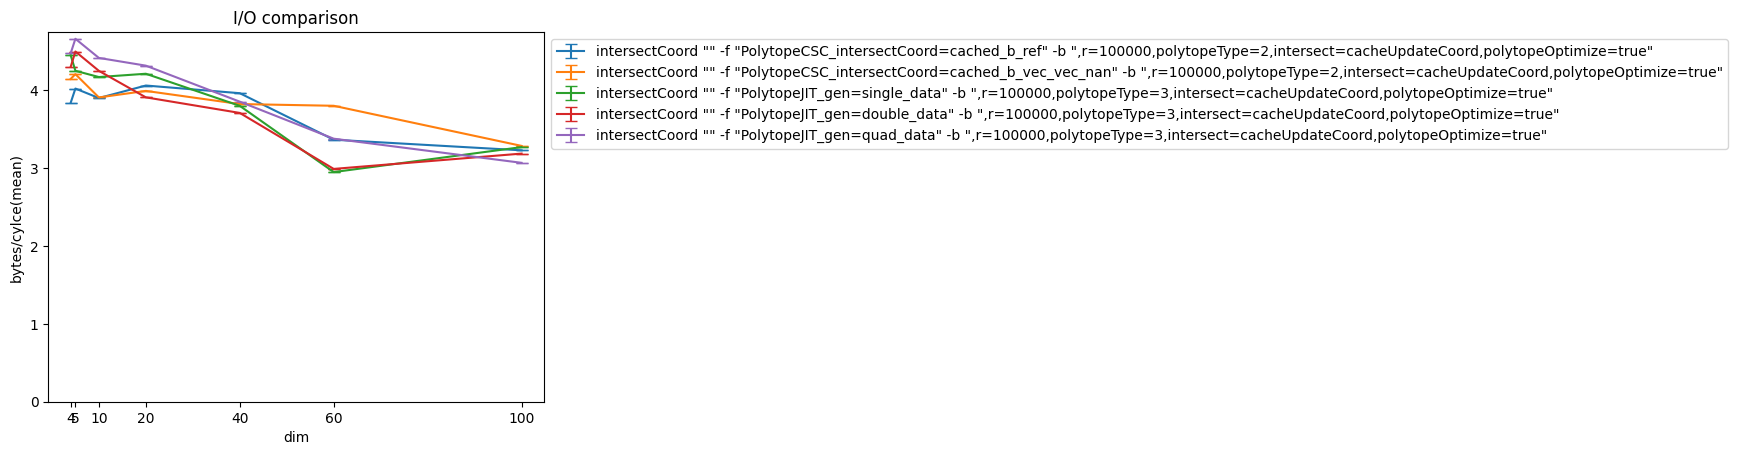 I/O comparison
bytes/cylce(mean)
4
3
2
1
0
4 5 10 20 40 60 100
dim
intersectCoord "" -f "PolytopeCSC_intersectCoord=cached_b_ref" -b ",r=100000,polytopeType=2,intersect=cacheUpdateCoord,polytopeOptimize=true"
intersectCoord "" -f "PolytopeCSC_intersectCoord=cached_b_vec_vec_nan" -b ",r=100000,polytopeType=2,intersect=cacheUpdateCoord,polytopeOptimize=true"
intersectCoord "" -f "PolytopeJIT_gen=single_data" -b ",r=100000,polytopeType=3,intersect=cacheUpdateCoord,polytopeOptimize=true"
intersectCoord "" -f "PolytopeJIT_gen=double_data" -b ",r=100000,polytopeType=3,intersect=cacheUpdateCoord,polytopeOptimize=true"
intersectCoord "" -f "PolytopeJIT_gen=quad_data" -b ",r=100000,polytopeType=3,intersect=cacheUpdateCoord,polytopeOptimize=true"